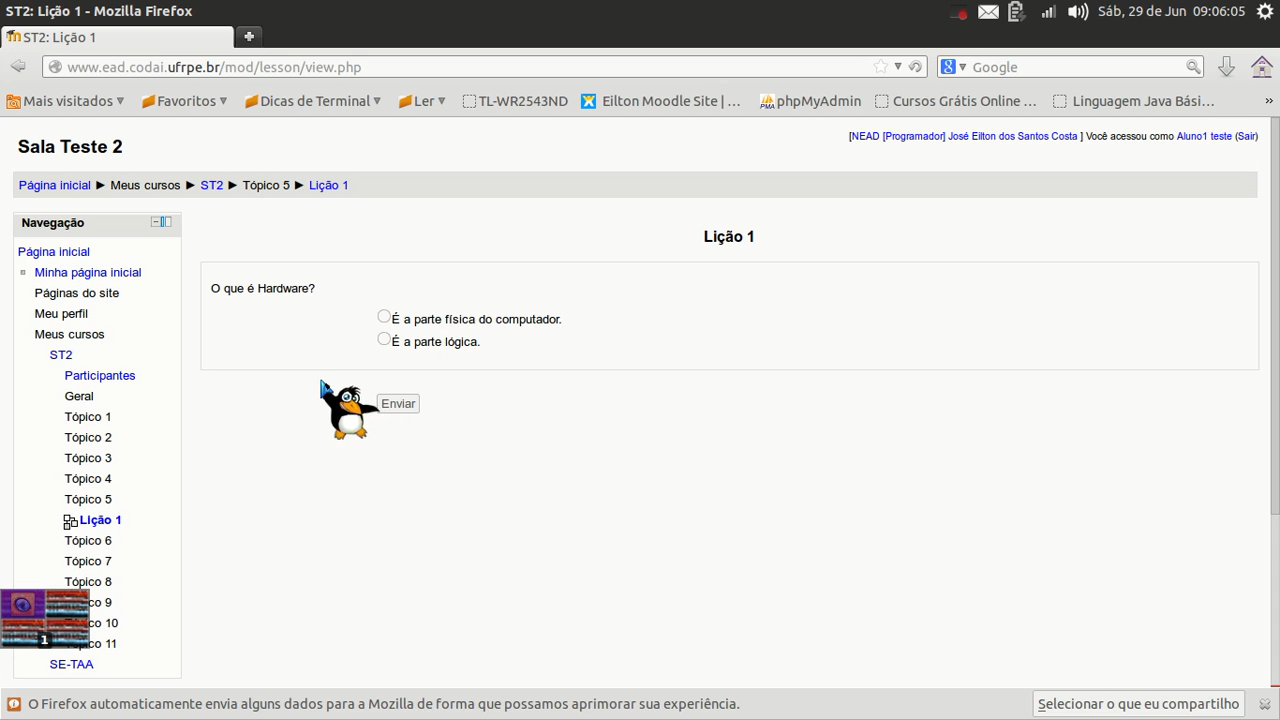 ST2: Lição 1 - Mozilla Firefox
Sáb, 29 de Jun 09:06:05
ST2: Lição 1
www.ead.codai.ufrpe.br/mod/lesson/view.php
Google
Mais visitados
Favoritos
Dicas de Terminal
Ler
TL-WR2543ND
Eilton Moodle Site | ...
phpMyAdmin
Cursos Grátis Online ...
Linguagem Java Bási...
»
Sala Teste 2
[NEAD [Programador] José Eilton dos Santos Costa ] Você acessou como Aluno1 teste (Sair)
Página inicial ► Meus cursos ► ST2 ► Tópico 5 ► Lição 1
Navegação
Página inicial
Minha página inicial
Páginas do site
Meu perfil
Meus cursos
ST2
Participantes
Geral
Tópico 1
Tópico 2
Tópico 3
Tópico 4
Tópico 5
Lição 1
Tópico 6
Tópico 7
Tópico 8
co 9
co 10
co 11
SE-TAA
1
Lição 1
O que é Hardware?
É a parte física do computador.
É a parte lógica.
Enviar
O Firefox automaticamente envia alguns dados para a Mozilla de forma que possamos aprimorar sua experiência.
Selecionar o que eu compartilho